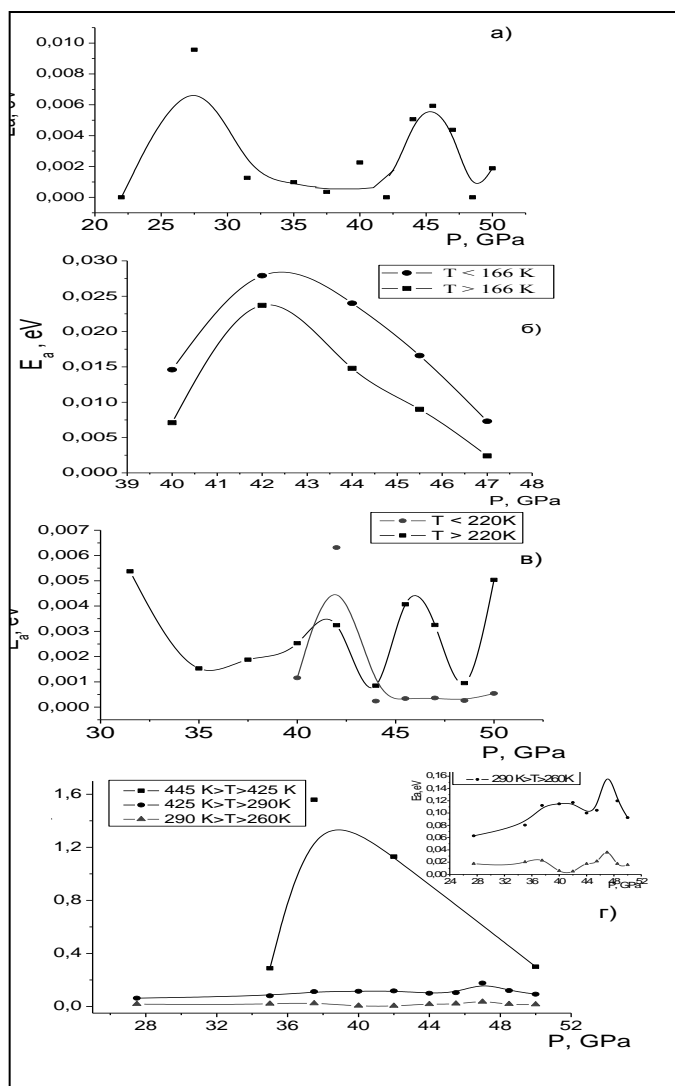 а)
0,010
0,008
0,006
0,004
0,002
0,000
20 25 30 35 40 45 50
P, GPa
0,030
0,025
0,020
0,015
0,010
0,005
0,000
E_a, eV
T < 166 K
T > 166 K
б)
39 40 41 42 43 44 45 46 47 48
P, GPa
0,007
0,006
0,005
0,004
0,003
0,002
0,001
0,000
T < 220K
T > 220K
в)
30 35 40 45 50
P, GPa
1,6
1,2
0,8
0,4
0,0
445 K>T>425 K
425 K>T>290K
290 K>T>260K
Ea, eV
0,16
0,12
0,10
0,08
0,06
0,04
0,02
0,00
290 K>T>260K
24 28 32 36 40 44 48 52
P, GPa
г)
28 32 36 40 44 48 52
P, GPa